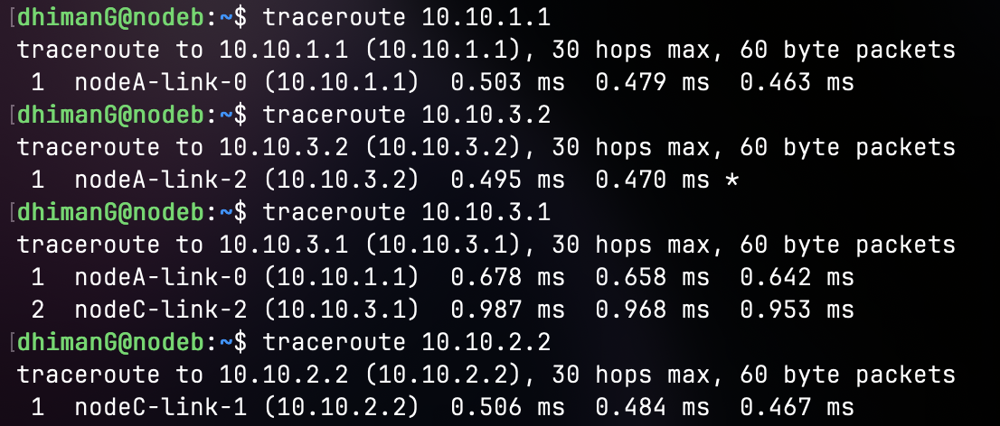 [dhimanG@nodeb:~$ traceroute 10.10.1.1
traceroute to 10.10.1.1 (10.10.1.1), 30 hops max, 60 byte packets
 1  nodeA-link-0 (10.10.1.1)  0.503 ms  0.479 ms  0.463 ms
[dhimanG@nodeb:~$ traceroute 10.10.3.2
traceroute to 10.10.3.2 (10.10.3.2), 30 hops max, 60 byte packets
 1  nodeA-link-2 (10.10.3.2)  0.495 ms  0.470 ms *
[dhimanG@nodeb:~$ traceroute 10.10.3.1
traceroute to 10.10.3.1 (10.10.3.1), 30 hops max, 60 byte packets
 1  nodeA-link-0 (10.10.1.1)  0.678 ms  0.658 ms  0.642 ms
 2  nodeC-link-2 (10.10.3.1)  0.987 ms  0.968 ms  0.953 ms
[dhimanG@nodeb:~$ traceroute 10.10.2.2
traceroute to 10.10.2.2 (10.10.2.2), 30 hops max, 60 byte packets
 1  nodeC-link-1 (10.10.2.2)  0.506 ms  0.484 ms  0.467 ms